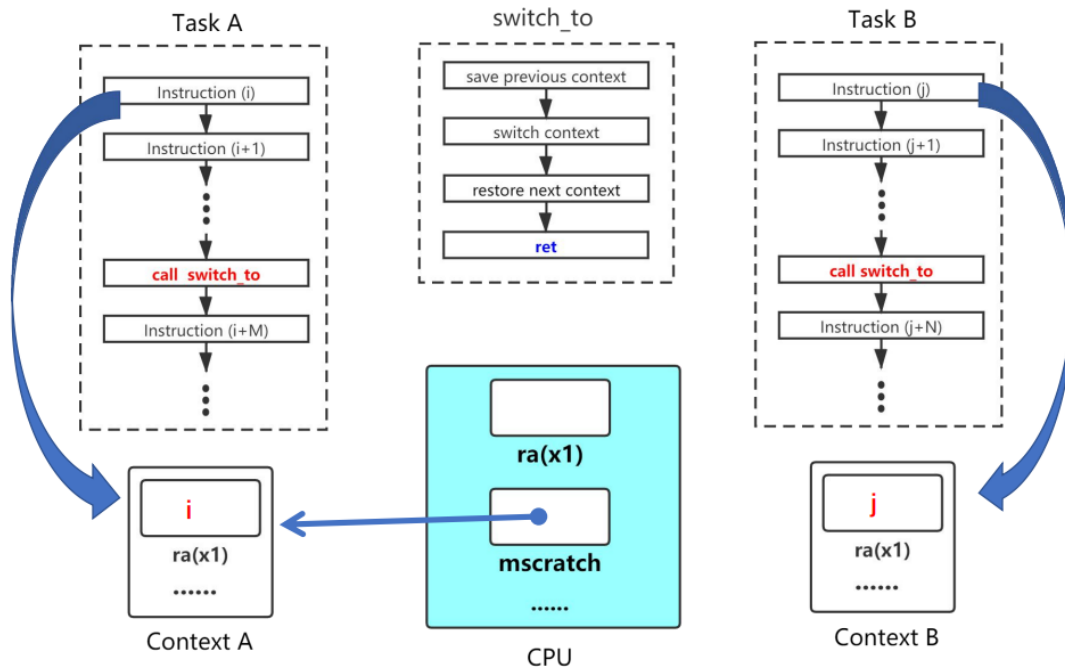 Task A
switch_to
Task B
Instruction (i)
Instruction (i+1)
call switch_to
Instruction (i+M)
save previous context
switch context
restore next context
ret
Instruction (j)
Instruction (j+1)
call switch_to
Instruction (j+N)
i
ra(x1)
......
Context A
ra(x1)
mscratch
......
CPU
j
ra(x1)
......
Context B